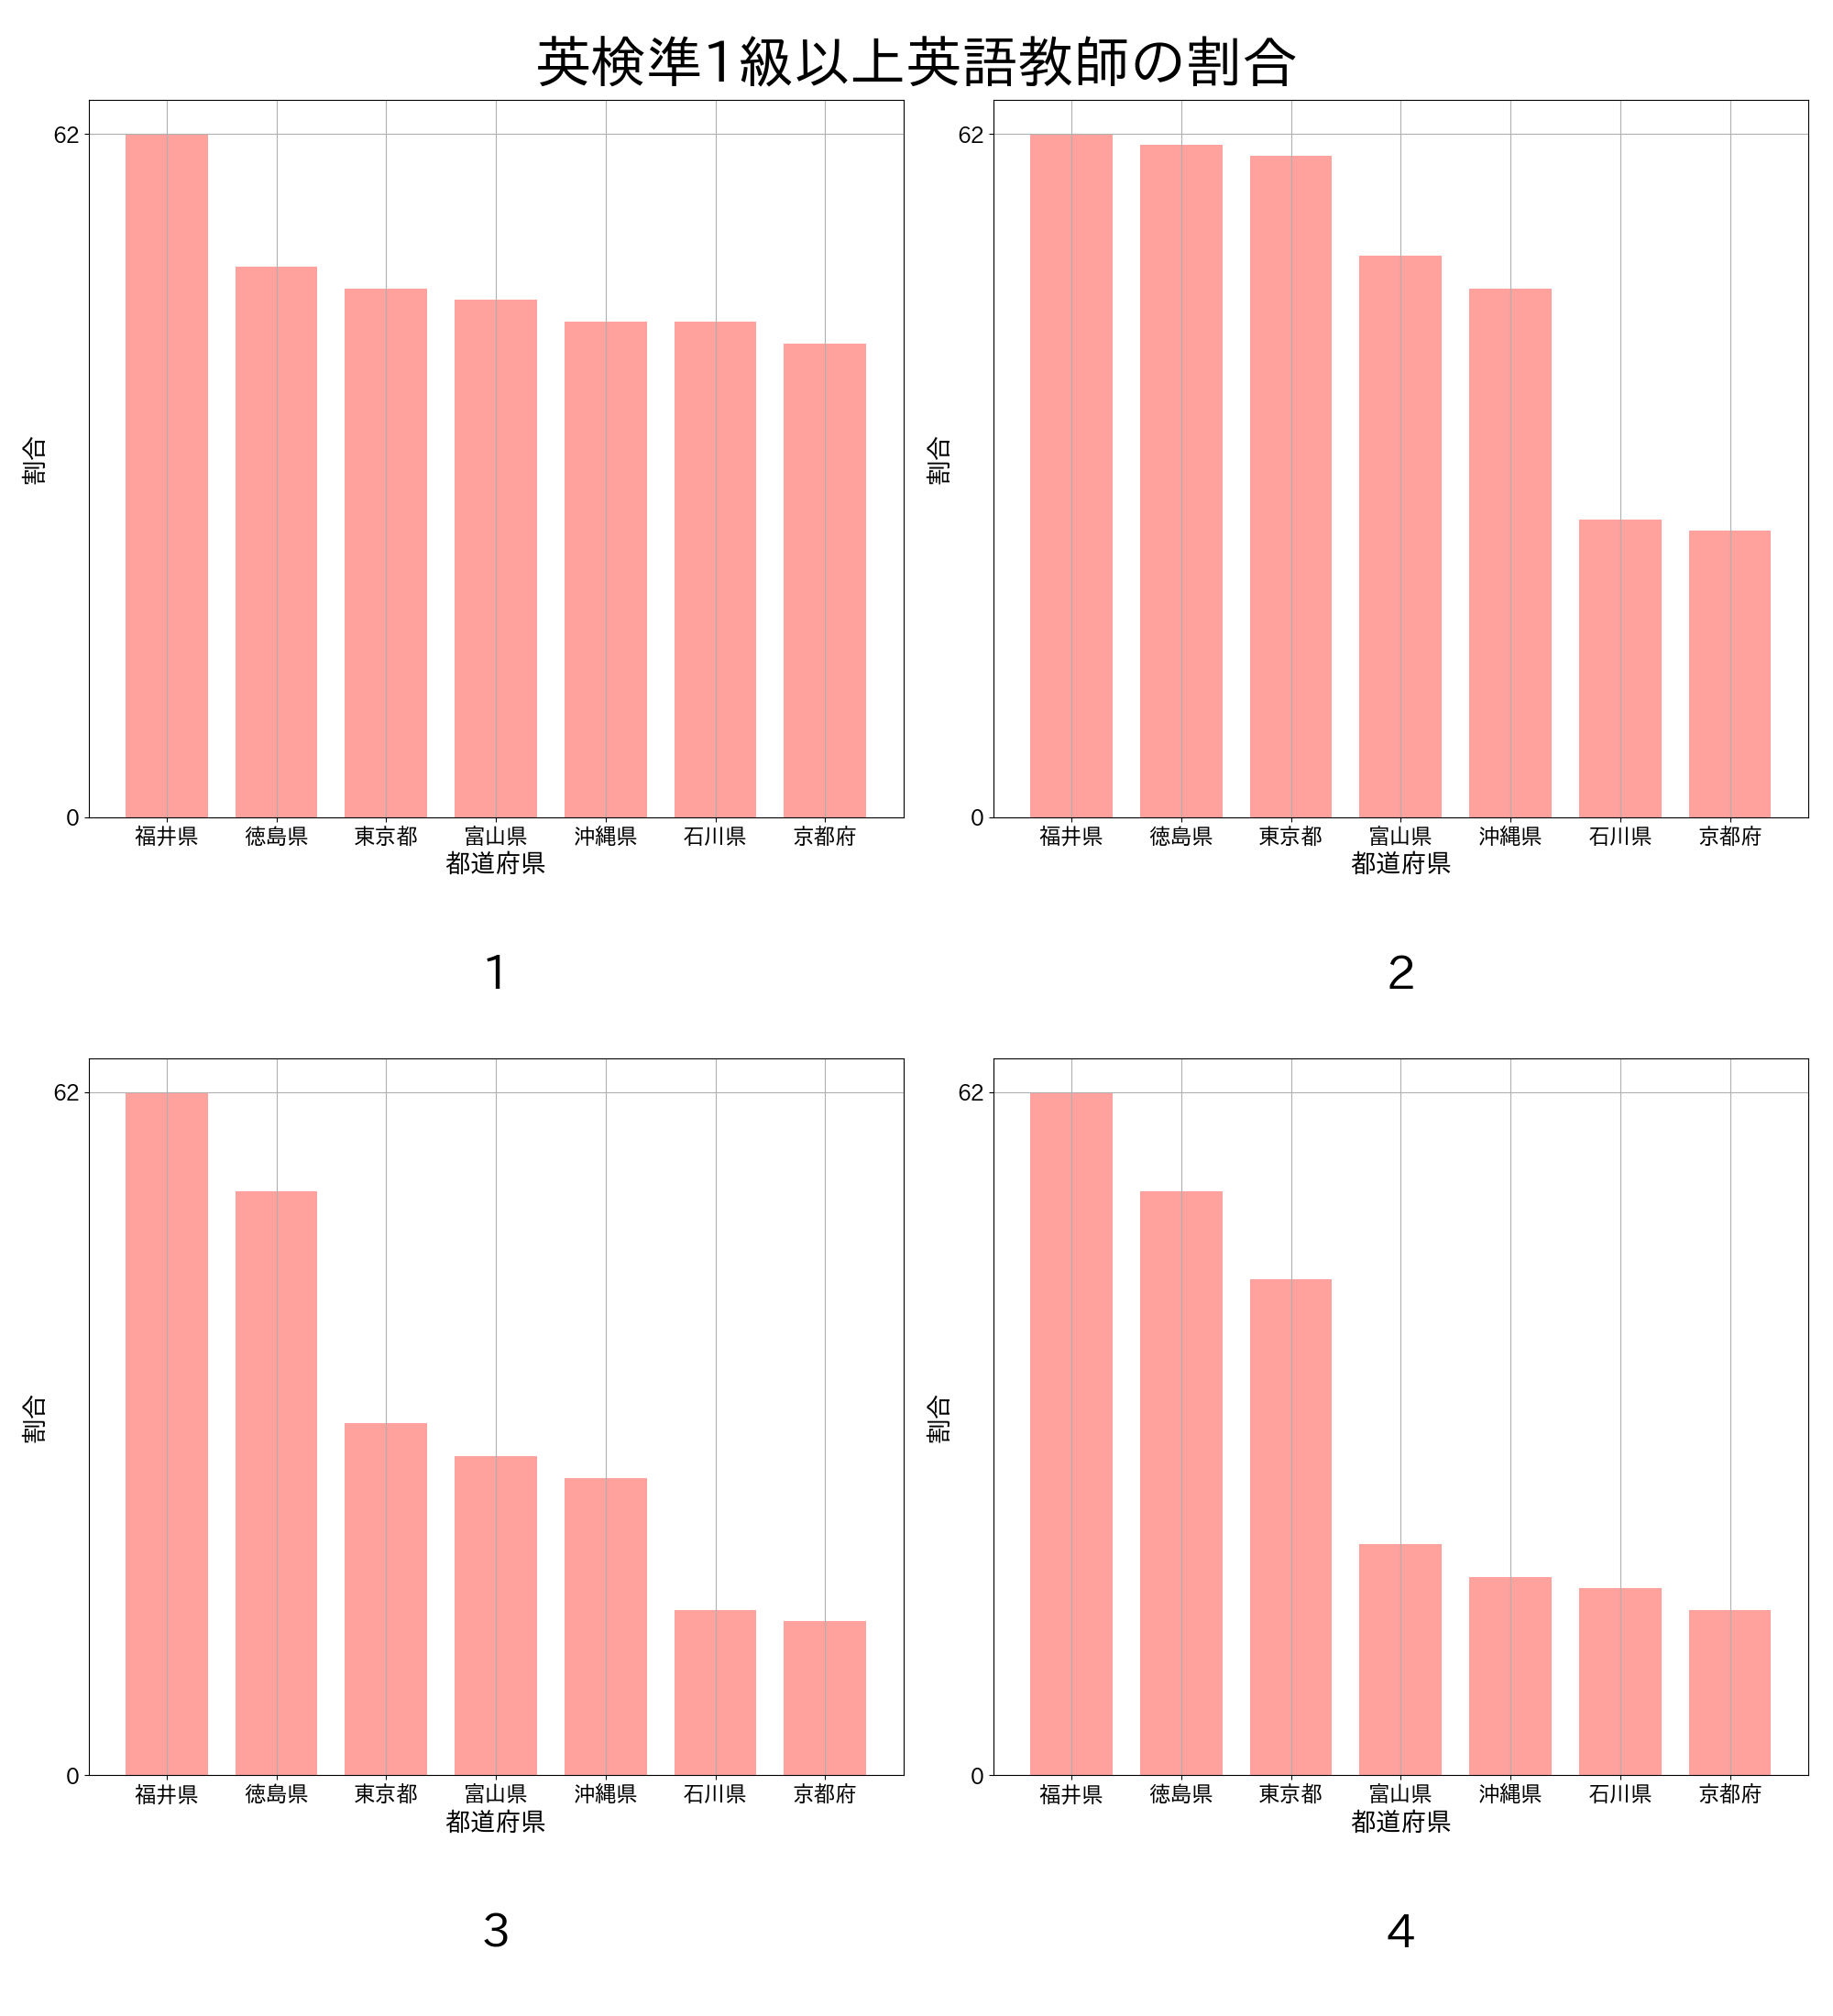 英検準1級以上英語教師の割合
62
0
割合
福井県 徳島県 東京都 富山県 沖縄県 石川県 京都府
都道府県
1
62
0
割合
福井県 徳島県 東京都 富山県 沖縄県 石川県 京都府
都道府県
2
62
0
割合
福井県 徳島県 東京都 富山県 沖縄県 石川県 京都府
都道府県
3
62
0
割合
福井県 徳島県 東京都 富山県 沖縄県 石川県 京都府
都道府県
4